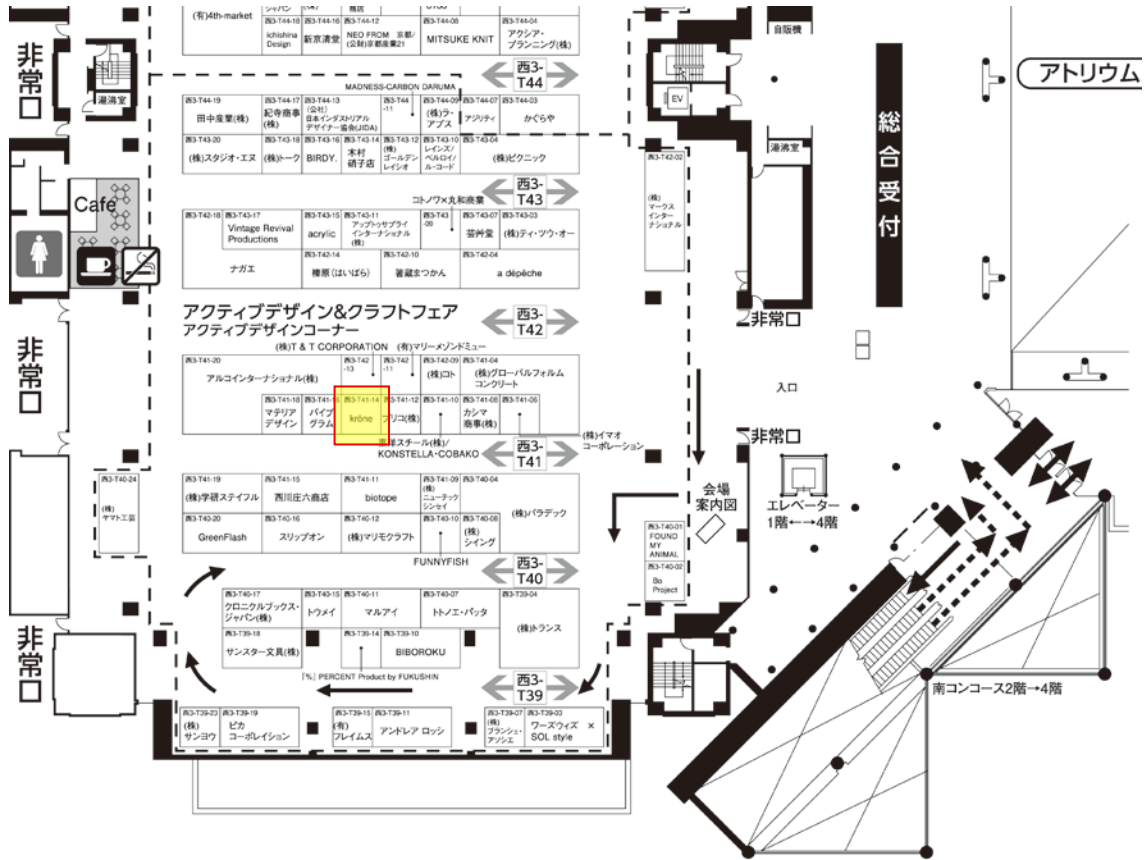 (有)4th-market
西3-T44-18
ichishina
Design
西3-T44-16
新京清堂
西3-T44-12
NEO FROM 京都/
(公財)京都産業21
西3-T44-08
MITSUKE KNIT
西3-T44-04
アクシア・
プランニング(株)
西3-
T44
自販機
アトリウム
非常口
湯沸室
EV
湯沸室
総合受付
MADNESS-CARBON DARUMA
西3-T44-19
田中産業(株)
西3-T44-17
紀寺商事
(株)
西3-T44-13
(公社)
日本インダストリアル
デザイナー協会(JIDA)
西3-T44
-11
西3-T44-09
(株)ラ・
アプス
西3-T44-07
アジリティ
西3-T44-03
かぐらや
西3-T43-20
(株)スタジオ・エヌ
西3-T43-18
(株)トーク
西3-T43-16
BIRDY.
西3-T43-14
木村
硝子店
西3-T43-12
(株)
ゴールデン
レイシオ
西3-T43-10
レインズ/
ベルロイ/
ル・コード
西3-T43-04
(株)ピクニック
西3-
T43
西3-T42-02
(株)
マークス
インター
ナショナル
Cafe
コトノワ×丸和商業
西3-T42-18
ナガエ
西3-T43-17
Vintage Revival
Productions
西3-T43-15
acrylic
西3-T43-11
アップトゥサプライ
インターナショナル
(株)
西3-T43
-09
西3-T43-07
芸艸堂
西3-T43-03
(株)ティ・ツウ・オー
西3-T42-14
榛原(はいばら)
西3-T42-10
箸蔵まつかん
西3-T42-04
a dépêche
アクティブデザイン&クラフトフェア
アクティブデザインコーナー
西3-
T42
非常口
非常口
(株)T & T CORPORATION
(有)マリーメゾンドミュー
西3-T41-20
アルコインターナショナル(株)
西3-T42
-13
西3-T42
-11
西3-T42-09
(株)コト
西3-T41-04
(株)グローバルフォルム
コンクリート
入口
西3-T41-18
マテリア
デザイン
西3-T41-16
パイプ
グラム
西3-T41-14
kröne
西3-T41-12
プリコ(株)
西3-T41-10
西3-T41-08
カシマ
商事(株)
西3-T41-06
東洋スチール(株)/
KONSTELLA・COBAKO
(株)イマオ
コーポレーション
西3-
T41
非常口
会場
案内図
エレベーター
1階←→4階
西3-T40-24
(株)
ヤマト工芸
西3-T41-19
(株)学研ステイフル
西3-T41-15
西川庄六商店
西3-T41-11
biotope
西3-T41-09
(株)
ニューテック
シンセイ
西3-T40-04
(株)パラデック
西3-T40-20
GreenFlash
西3-T40-16
スリップオン
西3-T40-12
(株)マリモクラフト
西3-T40-10
西3-T40-08
(株)
シイング
FUNNYFISH
西3-T40-01
FOUND
MY
ANIMAL
西3-T40-02
Bo
Project
西3-
T40
西3-T40-17
クロニクルブックス・
ジャパン(株)
西3-T40-15
トウメイ
西3-T40-11
マルアイ
西3-T40-07
トトノエ・パッタ
西3-T39-04
(株)トランス
西3-T39-18
サンスター文具(株)
西3-T39-14
西3-T39-10
BIBOROKU
[%] PERCENT Product by FUKUSHIN
西3-
T39
非常口
南コンコース2階→4階
西3-T39-23
(株)
サンヨウ
西3-T39-19
ピカ
コーポレイション
西3-T39-15
(有)
フレイムス
西3-T39-11
アンドレア ロッシ
西3-T39-07
(株)
ブランシェ・
アソシエ
西3-T39-03
ワーズウィズ ×
SOL style